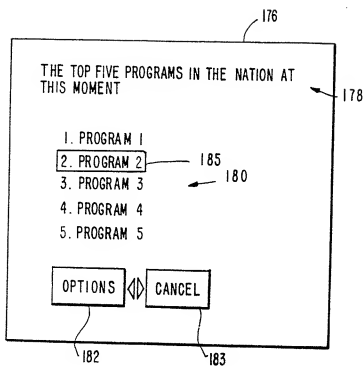 176
THE TOP FIVE PROGRAMS IN THE NATION AT
THIS MOMENT
178
1. PROGRAM 1
2. PROGRAM 2
185
3. PROGRAM 3
180
4. PROGRAM 4
5. PROGRAM 5
OPTIONS
CANCEL
182
183